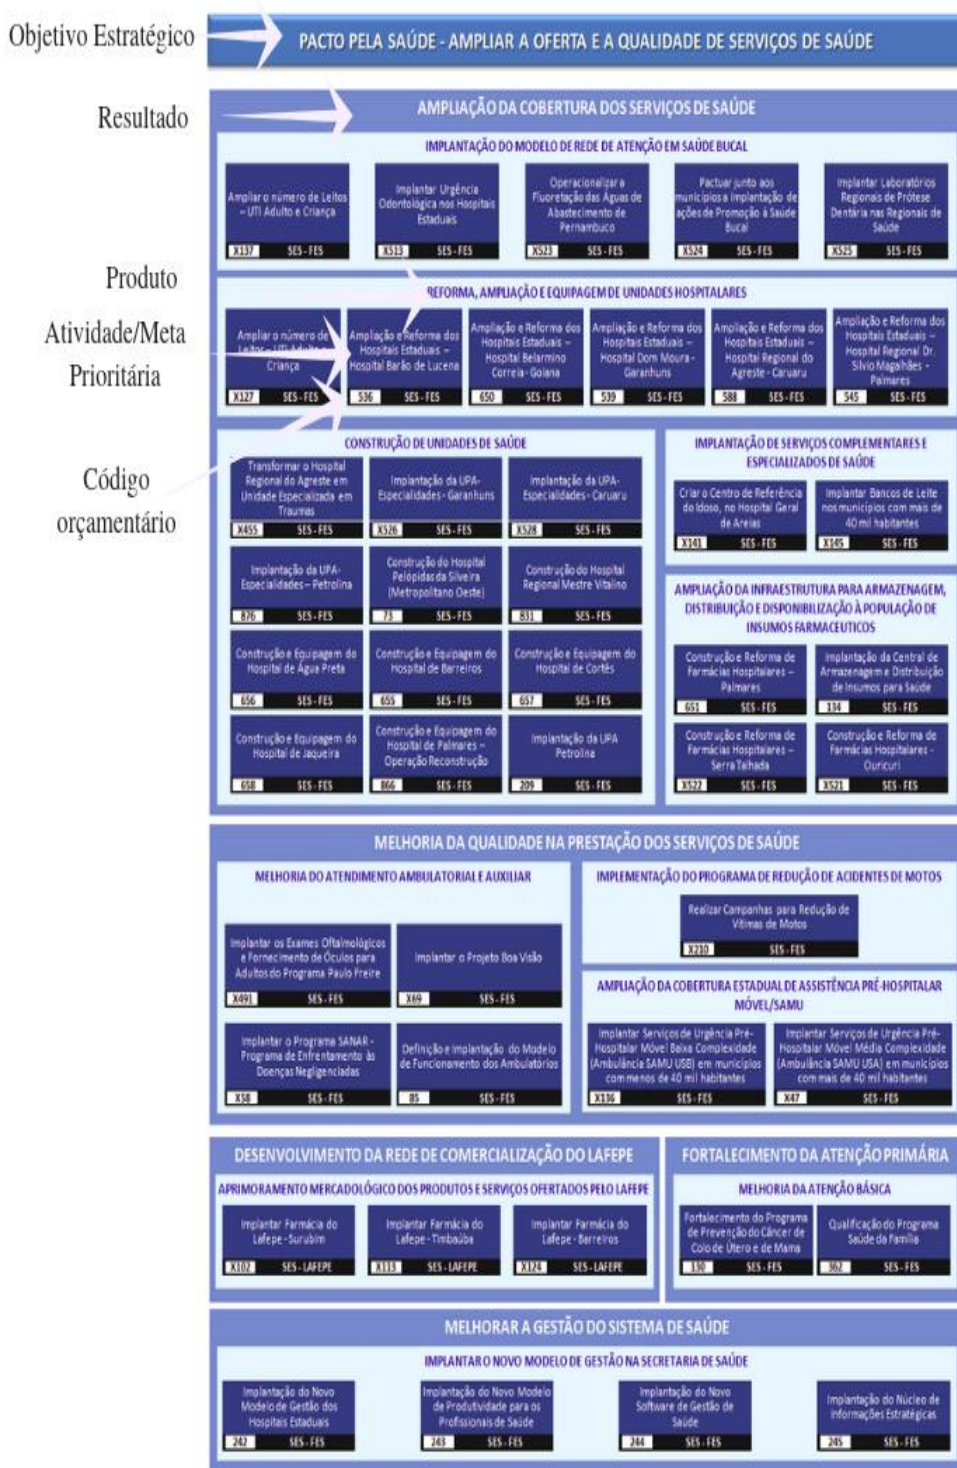 Objetivo Estratégico
PACTO PELA SAÚDE - AMPLIAR A OFERTA E A QUALIDADE DE SERVIÇOS DE SAÚDE
Resultado
AMPLIAÇÃO DA COBERTURA DOS SERVIÇOS DE SAÚDE
IMPLANTAÇÃO DO MODELO DE REDE DE ATENÇÃO EM SAÚDE BUCAL
Ampliar o número de Leitos
– UTI Adulto e Criança
X137 SES - FES
Implantar Urgência
Odontológica nos Hospitais
Estaduais
X513 SES - FES
Operacionalizar a
Fluoretação das Águas de
Abastecimento de
Pernambuco
X523 SES - FES
Pactuar junto aos
municípios a Implantação de
ações de Promoção à Saúde
Bucal
X524 SES - FES
Implantar Laboratórios
Regionais de Prótese
Dentária nas Regionais de
Saúde
X525 SES - FES
Produto
REFORMA, AMPLIAÇÃO E EQUIPAGEM DE UNIDADES HOSPITALARES
Atividade/Meta
Prioritária
Ampliar o número de
Leitos – UTI Adulto e
Criança
X127 SES - FES
Ampliação e Reforma dos
Hospitais Estaduais –
Hospital Barão de Lucena
536 SES - FES
Ampliação e Reforma dos
Hospitais Estaduais –
Hospital Belarmino
Correia - Goiana
650 SES - FES
Ampliação e Reforma dos
Hospitais Estaduais –
Hospital Dom Moura -
Garanhuns
539 SES - FES
Ampliação e Reforma dos
Hospitais Estaduais –
Hospital Regional do
Agreste - Caruaru
588 SES - FES
Ampliação e Reforma dos
Hospitais Estaduais –
Hospital Regional Dr.
Silvio Magalhães -
Palmares
545 SES - FES
Código
orçamentário
CONSTRUÇÃO DE UNIDADES DE SAÚDE
Transformar o Hospital
Regional do Agreste em
Unidade Especializada em
Traumas
X455 SES - FES
Implantação da UPA-
Especialidades - Garanhuns
X526 SES - FES
Implantação da UPA-
Especialidades - Caruaru
X528 SES - FES
Implantação da UPA-
Especialidades – Petrolina
876 SES - FES
Construção do Hospital
Pelópidas da Silveira
(Metropolitano Oeste)
73 SES - FES
Construção do Hospital
Regional Mestre Vitalino
831 SES - FES
Construção e Equipagem do
Hospital de Água Preta
656 SES - FES
Construção e Equipagem do
Hospital de Barreiros
655 SES - FES
Construção e Equipagem do
Hospital de Cortês
657 SES - FES
Construção e Equipagem do
Hospital de Jaqueira
658 SES - FES
Construção e Equipagem do
Hospital de Palmares –
Operação Reconstrução
866 SES - FES
Implantação da UPA
Petrolina
209 SES - FES
IMPLANTAÇÃO DE SERVIÇOS COMPLEMENTARES E
ESPECIALIZADOS DE SAÚDE
Criar o Centro de Referência
do Idoso, no Hospital Geral
de Areias
X141 SES - FES
Implantar Bancos de Leite
nos municípios com mais de
40 mil habitantes
X145 SES - FES
AMPLIAÇÃO DA INFRAESTRUTURA PARA ARMAZENAGEM,
DISTRIBUIÇÃO E DISPONIBILIZAÇÃO À POPULAÇÃO DE
INSUMOS FARMACEUTICOS
Construção e Reforma de
Farmácias Hospitalares –
Palmares
651 SES - FES
Implantação da Central de
Armazenagem e Distribuição
de Insumos para Saúde
134 SES - FES
Construção e Reforma de
Farmácias Hospitalares –
Serra Talhada
X522 SES - FES
Construção e Reforma de
Farmácias Hospitalares -
Ouricuri
X521 SES - FES
MELHORIA DA QUALIDADE NA PRESTAÇÃO DOS SERVIÇOS DE SAÚDE
MELHORIA DO ATENDIMENTO AMBULATORIAL E AUXILIAR
Implantar os Exames Oftalmológicos
e Fornecimento de Óculos para
Adultos do Programa Paulo Freire
X491 SES - FES
Implantar o Projeto Boa Visão
X69 SES - FES
Implantar o Programa SANAR -
Programa de Enfrentamento às
Doenças Negligenciadas
X58 SES - FES
Definição e Implantação do Modelo
de Funcionamento dos Ambulatórios
85 SES - FES
IMPLEMENTAÇÃO DO PROGRAMA DE REDUÇÃO DE ACIDENTES DE MOTOS
Realizar Campanhas para Redução de
Vítimas de Motos
X210 SES - FES
AMPLIAÇÃO DA COBERTURA ESTADUAL DE ASSISTÊNCIA PRÉ-HOSPITALAR
MÓVEL/SAMU
Implantar Serviços de Urgência Pré-
Hospitalar Móvel Baixa Complexidade
(Ambulância SAMU USB) em municípios
com menos de 40 mil habitantes
X136 SES - FES
Implantar Serviços de Urgência Pré-
Hospitalar Móvel Média Complexidade
(Ambulância SAMU USA) em municípios
com mais de 40 mil habitantes
X47 SES - FES
DESENVOLVIMENTO DA REDE DE COMERCIALIZAÇÃO DO LAFEPE
APRIMORAMENTO MERCADOLÓGICO DOS PRODUTOS E SERVIÇOS OFERTADOS PELO LAFEPE
Implantar Farmácia do
Lafepe - Surubim
X102 SES - LAFEPE
Implantar Farmácia do
Lafepe - Timbaúba
X113 SES - LAFEPE
Implantar Farmácia do
Lafepe - Barreiros
X124 SES - LAFEPE
FORTALECIMENTO DA ATENÇÃO PRIMÁRIA
MELHORIA DA ATENÇÃO BÁSICA
Fortalecimento do Programa
de Prevenção do Câncer de
Colo de Útero e de Mama
130 SES - FES
Qualificação do Programa
Saúde da Família
362 SES - FES
MELHORAR A GESTÃO DO SISTEMA DE SAÚDE
IMPLANTAR O NOVO MODELO DE GESTÃO NA SECRETARIA DE SAÚDE
Implantação do Novo
Modelo de Gestão dos
Hospitais Estaduais
242 SES - FES
Implantação do Novo Modelo
de Produtividade para os
Profissionais de Saúde
243 SES - FES
Implantação do Novo
Software de Gestão de
Saúde
244 SES - FES
Implantação do Núcleo de
Informações Estratégicas
245 SES - FES